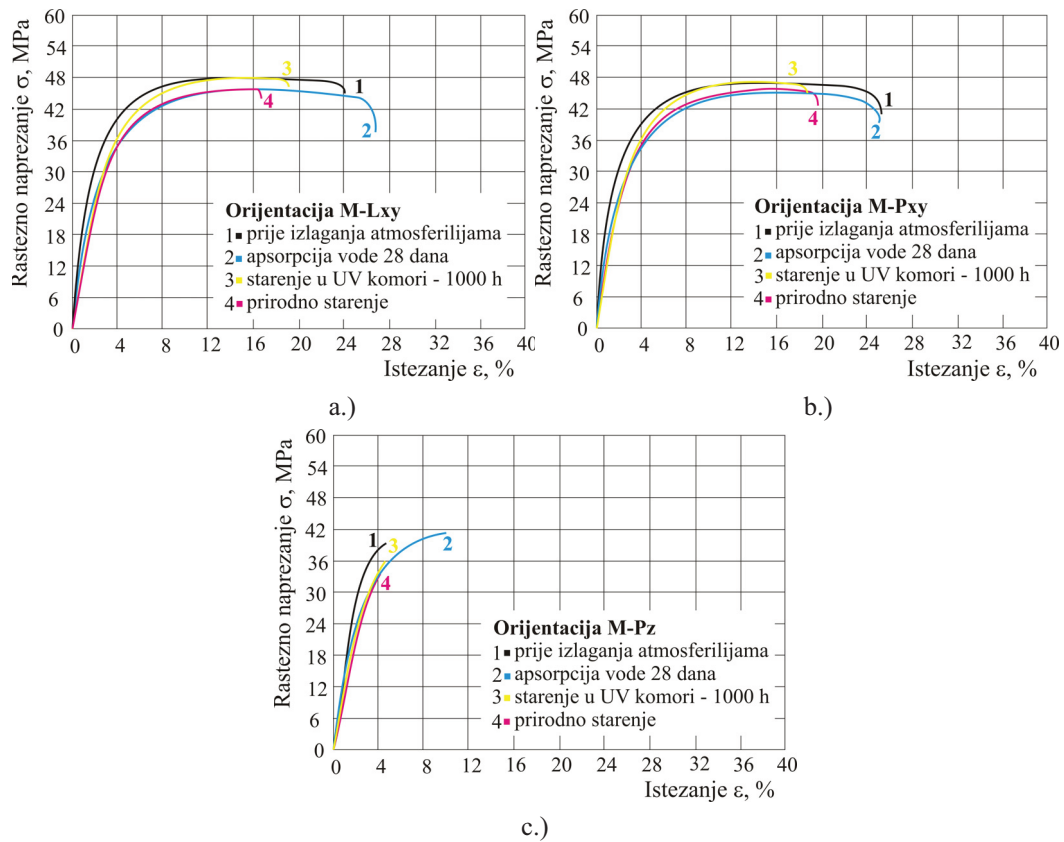 Rastezno naprezanje σ, MPa
60
54
48
42
36
30
24
18
12
6
0
3
1
4
2
Orijentacija M-Lxy
1 prije izlaganja atmosferilijama
2 apsorpcija vode 28 dana
3 starenje u UV komori - 1000 h
4 prirodno starenje
0 4 8 12 16 20 24 28 32 36 40
Istezanje ε, %
a.)
Rastezno naprezanje σ, MPa
60
54
48
42
36
30
24
18
12
6
0
3
1
4
2
Orijentacija M-Pxy
1 prije izlaganja atmosferilijama
2 apsorpcija vode 28 dana
3 starenje u UV komori - 1000 h
4 prirodno starenje
0 4 8 12 16 20 24 28 32 36 40
Istezanje ε, %
b.)
Rastezno naprezanje σ, MPa
60
54
48
42
36
30
24
18
12
6
0
1
3
2
4
Orijentacija M-Pz
1 prije izlaganja atmosferilijama
2 apsorpcija vode 28 dana
3 starenje u UV komori - 1000 h
4 prirodno starenje
0 4 8 12 16 20 24 28 32 36 40
Istezanje ε, %
c.)